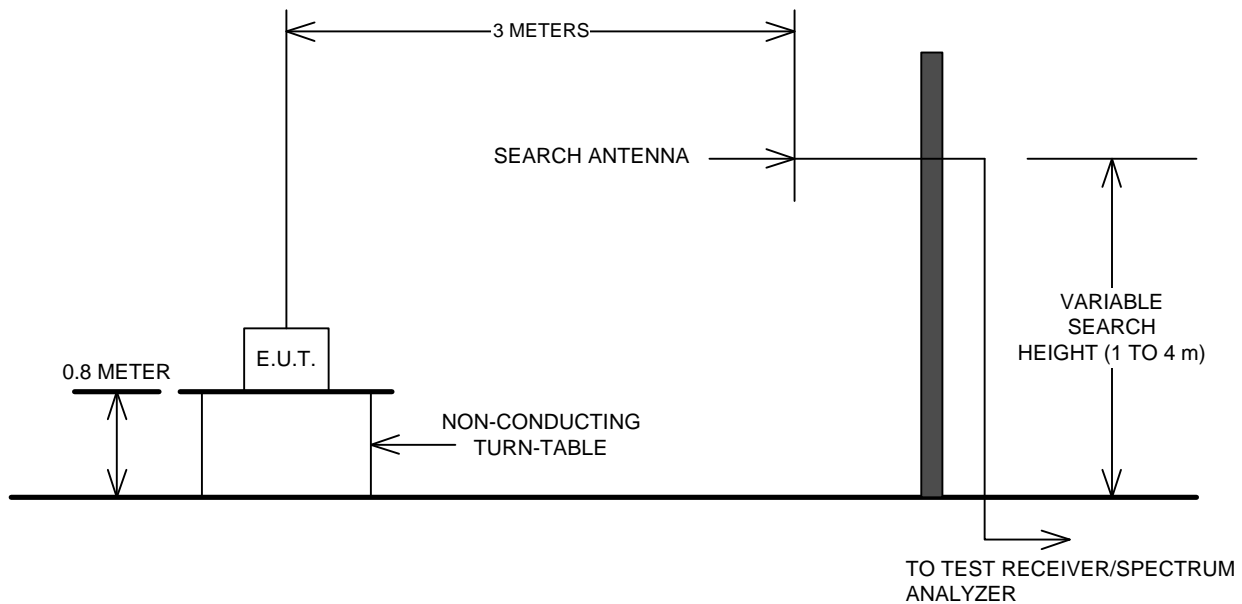 3 METERS
SEARCH ANTENNA
VARIABLE
SEARCH
HEIGHT (1 TO 4 m)
E.U.T.
0.8 METER
NON-CONDUCTING
TURN-TABLE
TO TEST RECEIVER/SPECTRUM
ANALYZER